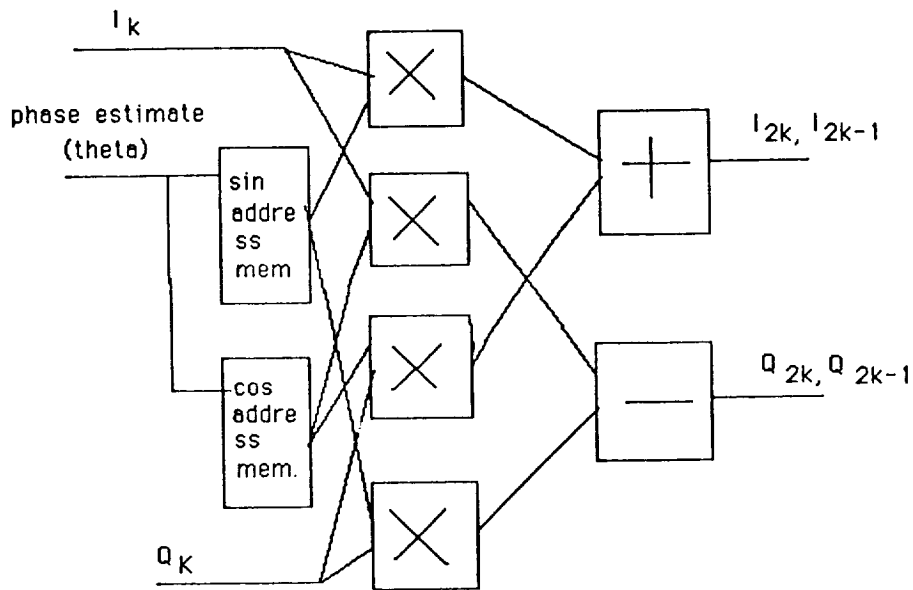 I k
phase estimate
(theta)
sin
addre
ss
mem
I 2k, I 2k-1
cos
addre
ss
mem.
Q 2k, Q 2k-1
Q K